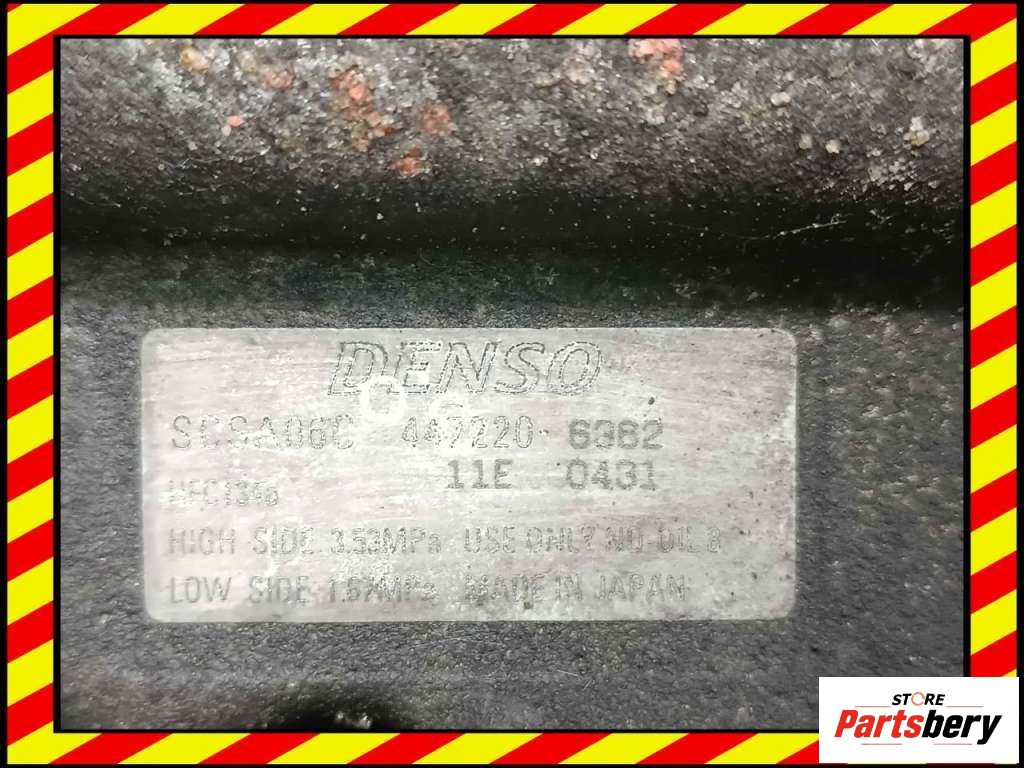 DENSO
SCSA06C 447220-6362
11E 0431
HFC134a
HIGH SIDE 3.53MPa USE ONLY ND-OIL 8
LOW SIDE 1.67MPa MADE IN JAPAN
STORE
Partsbery